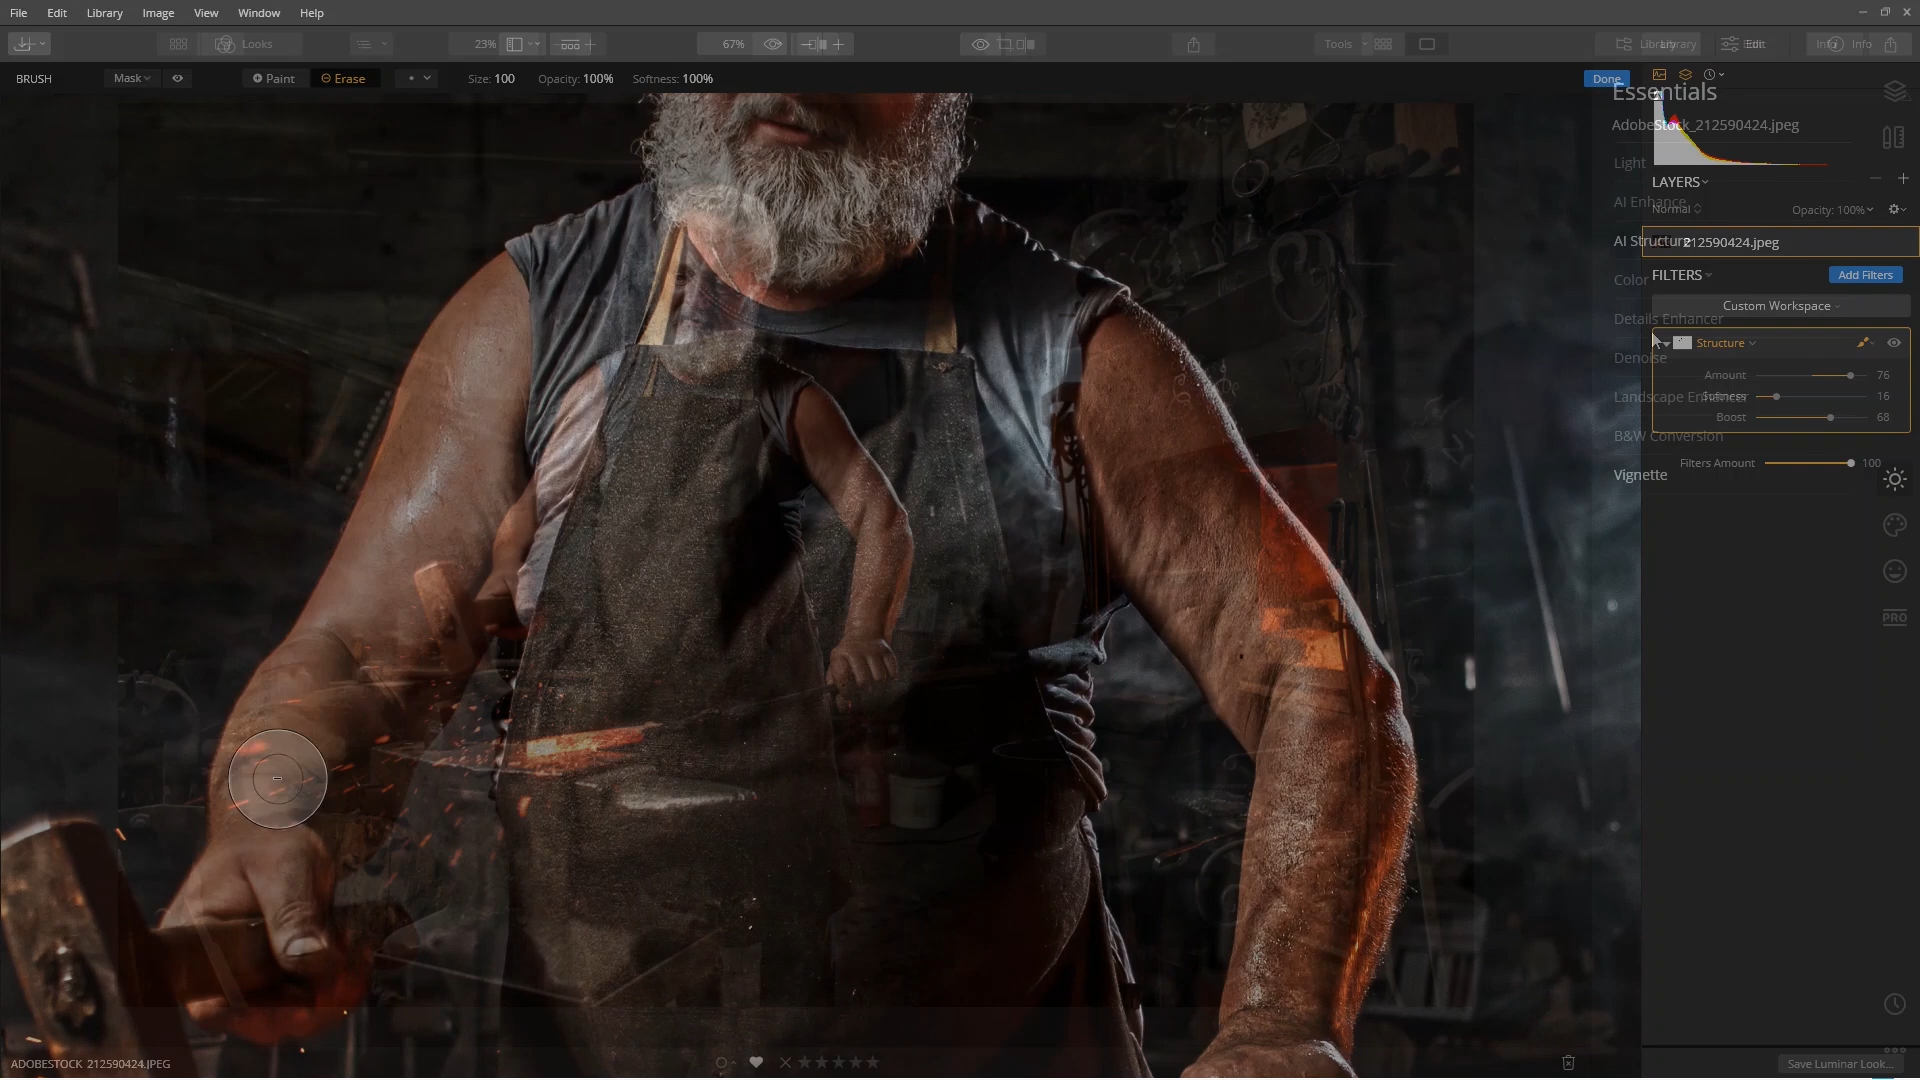 File Edit Library Image View Window Help
Looks 23% 67% Tools Library Edit Info Info
BRUSH Mask Paint Erase Size: 100 Opacity: 100% Softness: 100% Done
Essentials
AdobeStock_212590424.jpeg
Light
LAYERS
AI Enhance
Normal Opacity: 100%
AI Structure
212590424.jpeg
FILTERS Add Filters
Color
Custom Workspace
Details Enhancer
Structure
Denoise
Amount 76
Landscape Enhancer
Softness 16
Boost 68
B&W Conversion
Filters Amount 100
Vignette
PRO
ADOBESTOCK_212590424.JPEG
Save Luminar Look...